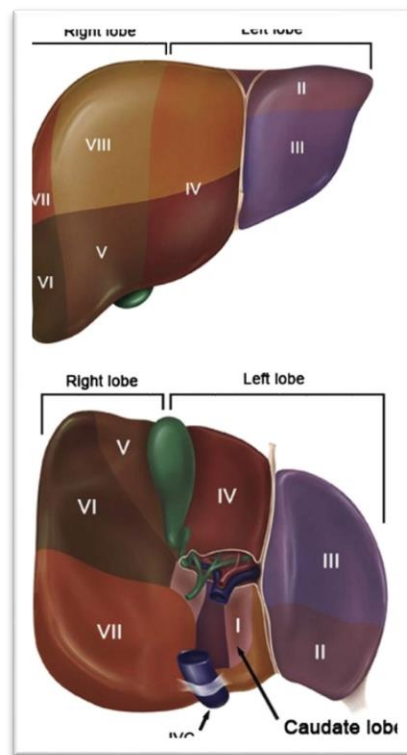 Right lobe Left lobe
II
VIII III
VII IV
V
VI
Right lobe Left lobe
V
IV
VI III
VII I
II
IVC Caudate lobe